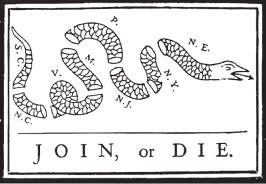 S.C.
N.C.
V.
M.
P.
N.J.
N.Y.
N.E.
JOIN, or DIE.